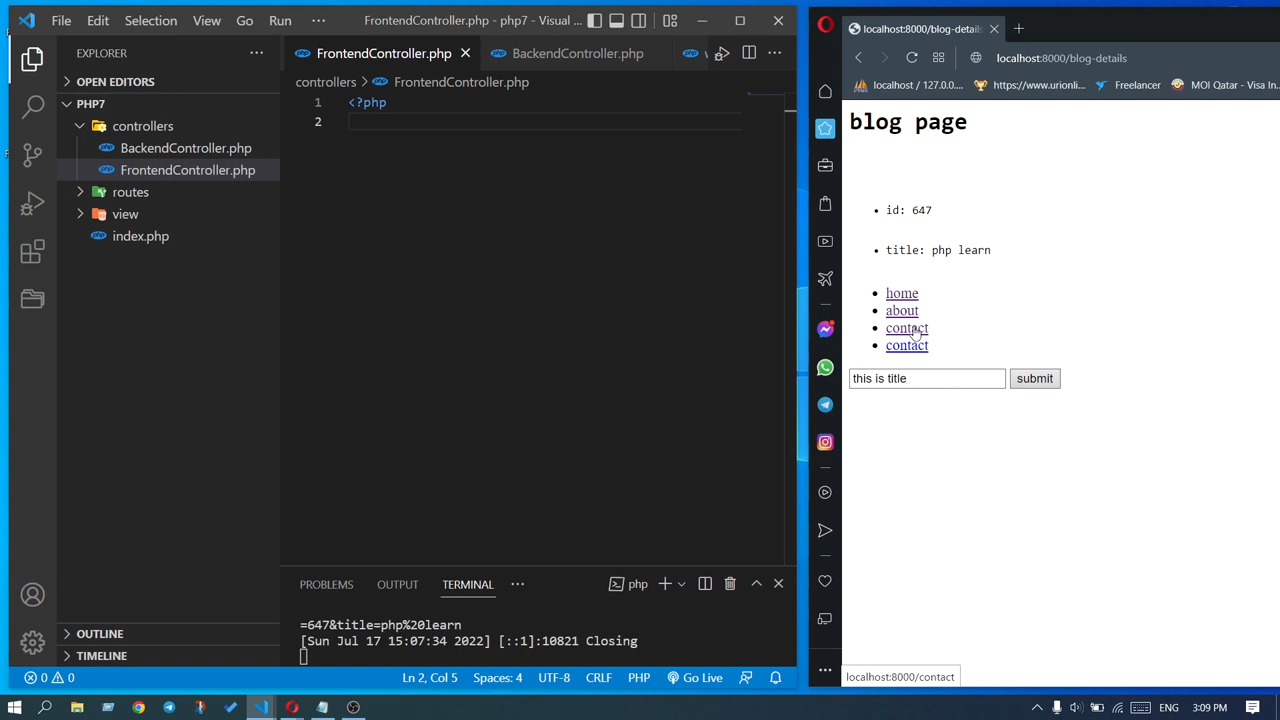 File Edit Selection View Go Run ··· FrontendController.php - php7 - Visual ...
EXPLORER
OPEN EDITORS
PHP7
controllers
BackendController.php
FrontendController.php
routes
view
index.php
OUTLINE
TIMELINE
FrontendController.php BackendController.php
controllers > FrontendController.php
1 <?php
2
PROBLEMS OUTPUT TERMINAL ··· php
=647&title=php%20learn
[Sun Jul 17 15:07:34 2022] [::1]:10821 Closing
0 0 Ln 2, Col 5 Spaces: 4 UTF-8 CRLF PHP Go Live
localhost:8000/blog-details
localhost:8000/blog-details
localhost / 127.0.0.... https://www.urionli... Freelancer MOI Qatar - Visa In...
blog page
id: 647
title: php learn
home
about
contact
contact
this is title submit
localhost:8000/contact
ENG 3:09 PM